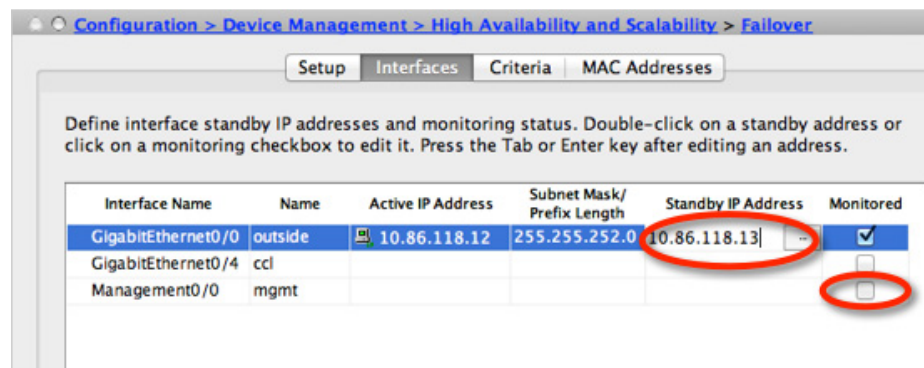 Configuration > Device Management > High Availability and Scalability > Failover
Setup Interfaces Criteria MAC Addresses
Define interface standby IP addresses and monitoring status. Double-click on a standby address or
click on a monitoring checkbox to edit it. Press the Tab or Enter key after editing an address.
Interface Name Name Active IP Address Subnet Mask/ Prefix Length Standby IP Address Monitored
GigabitEthernet0/0 outside 10.86.118.12 255.255.252.0 10.86.118.13 ...
GigabitEthernet0/4 ccl
Management0/0 mgmt